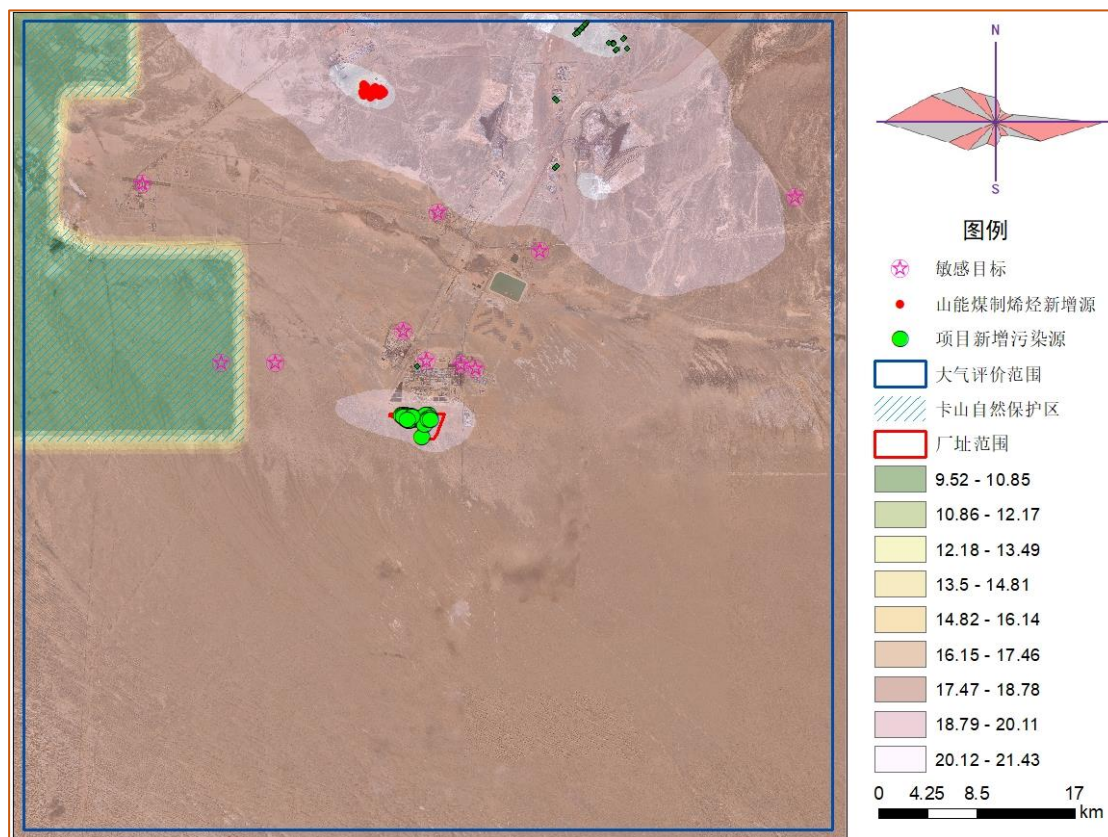 N
S
图例
敏感目标
山能煤制烯烃新增源
项目新增污染源
大气评价范围
卡山自然保护区
厂址范围
9.52 - 10.85
10.86 - 12.17
12.18 - 13.49
13.5 - 14.81
14.82 - 16.14
16.15 - 17.46
17.47 - 18.78
18.79 - 20.11
20.12 - 21.43
0 4.25 8.5 17
km